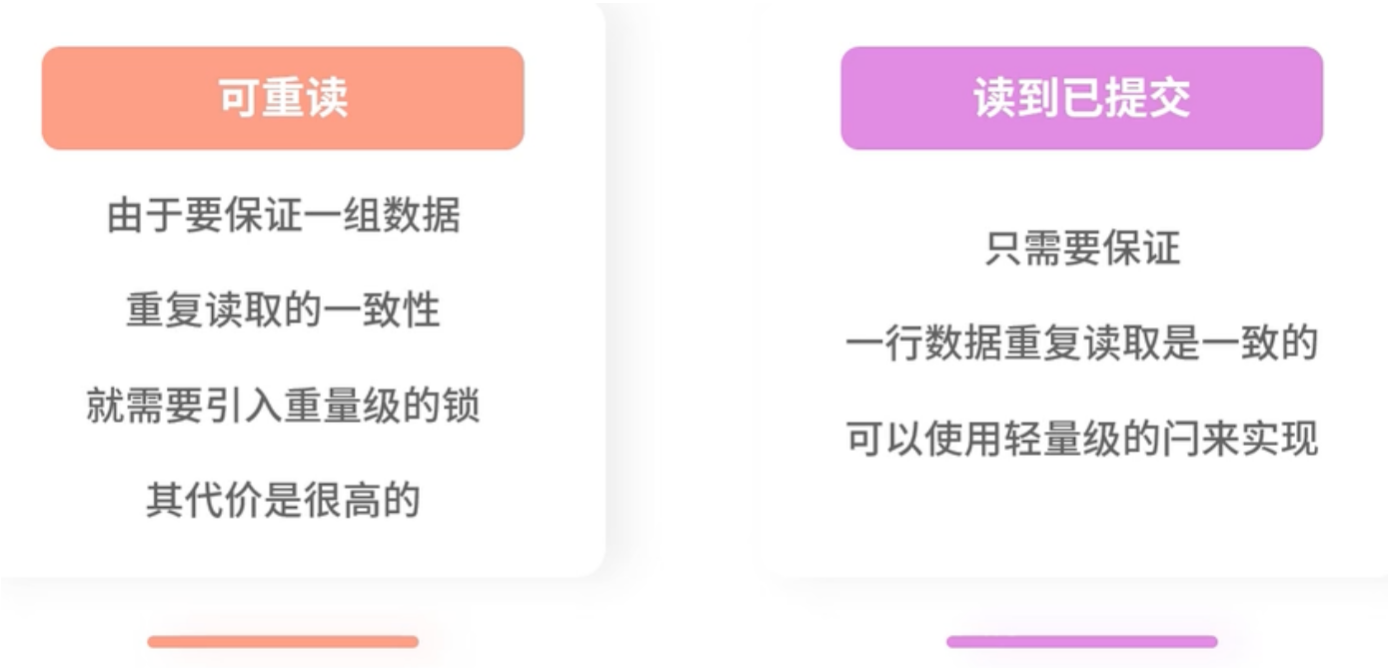 可重读
由于要保证一组数据
重复读取的一致性
就需要引入重量级的锁
其代价是很高的
读到已提交
只需要保证
一行数据重复读取是一致的
可以使用轻量级的闩来实现